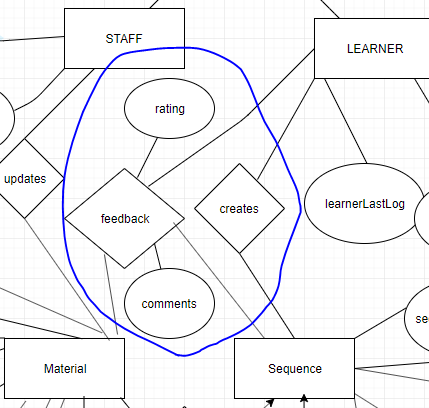 STAFF
LEARNER
rating
updates
feedback
creates
learnerLastLog
comments
Material
Sequence